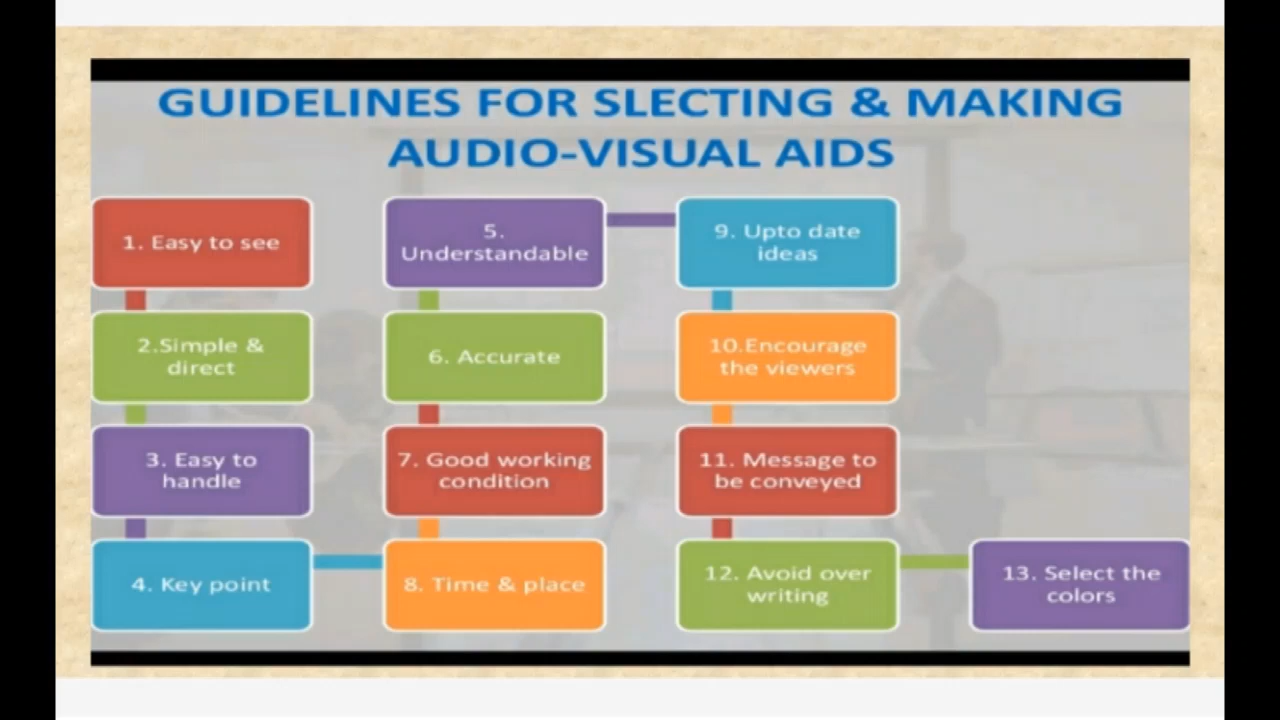 GUIDELINES FOR SLECTING & MAKING
AUDIO-VISUAL AIDS
1. Easy to see
2.Simple &
direct
3. Easy to
handle
4. Key point
5.
Understandable
6. Accurate
7. Good working
condition
8. Time & place
9. Upto date
ideas
10.Encourage
the viewers
11. Message to
be conveyed
12. Avoid over
writing
13. Select the
colors